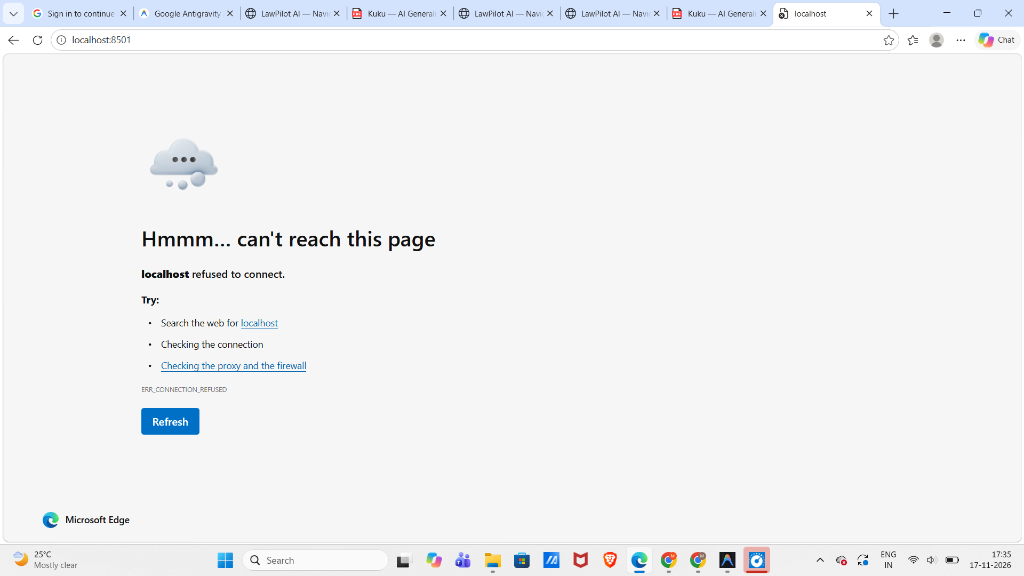 Sign in to continue
Google Antigravity
LawPilot AI — Navi
Kuku — AI Generati
LawPilot AI — Navi
LawPilot AI — Navi
Kuku — AI Generati
localhost
localhost:8501
Chat
Hmmm... can't reach this page
localhost refused to connect.
Try:
• Search the web for localhost
• Checking the connection
• Checking the proxy and the firewall
ERR_CONNECTION_REFUSED
Refresh
Microsoft Edge
25°C
Mostly clear
Search
ENG
IN
17:35
17-11-2026